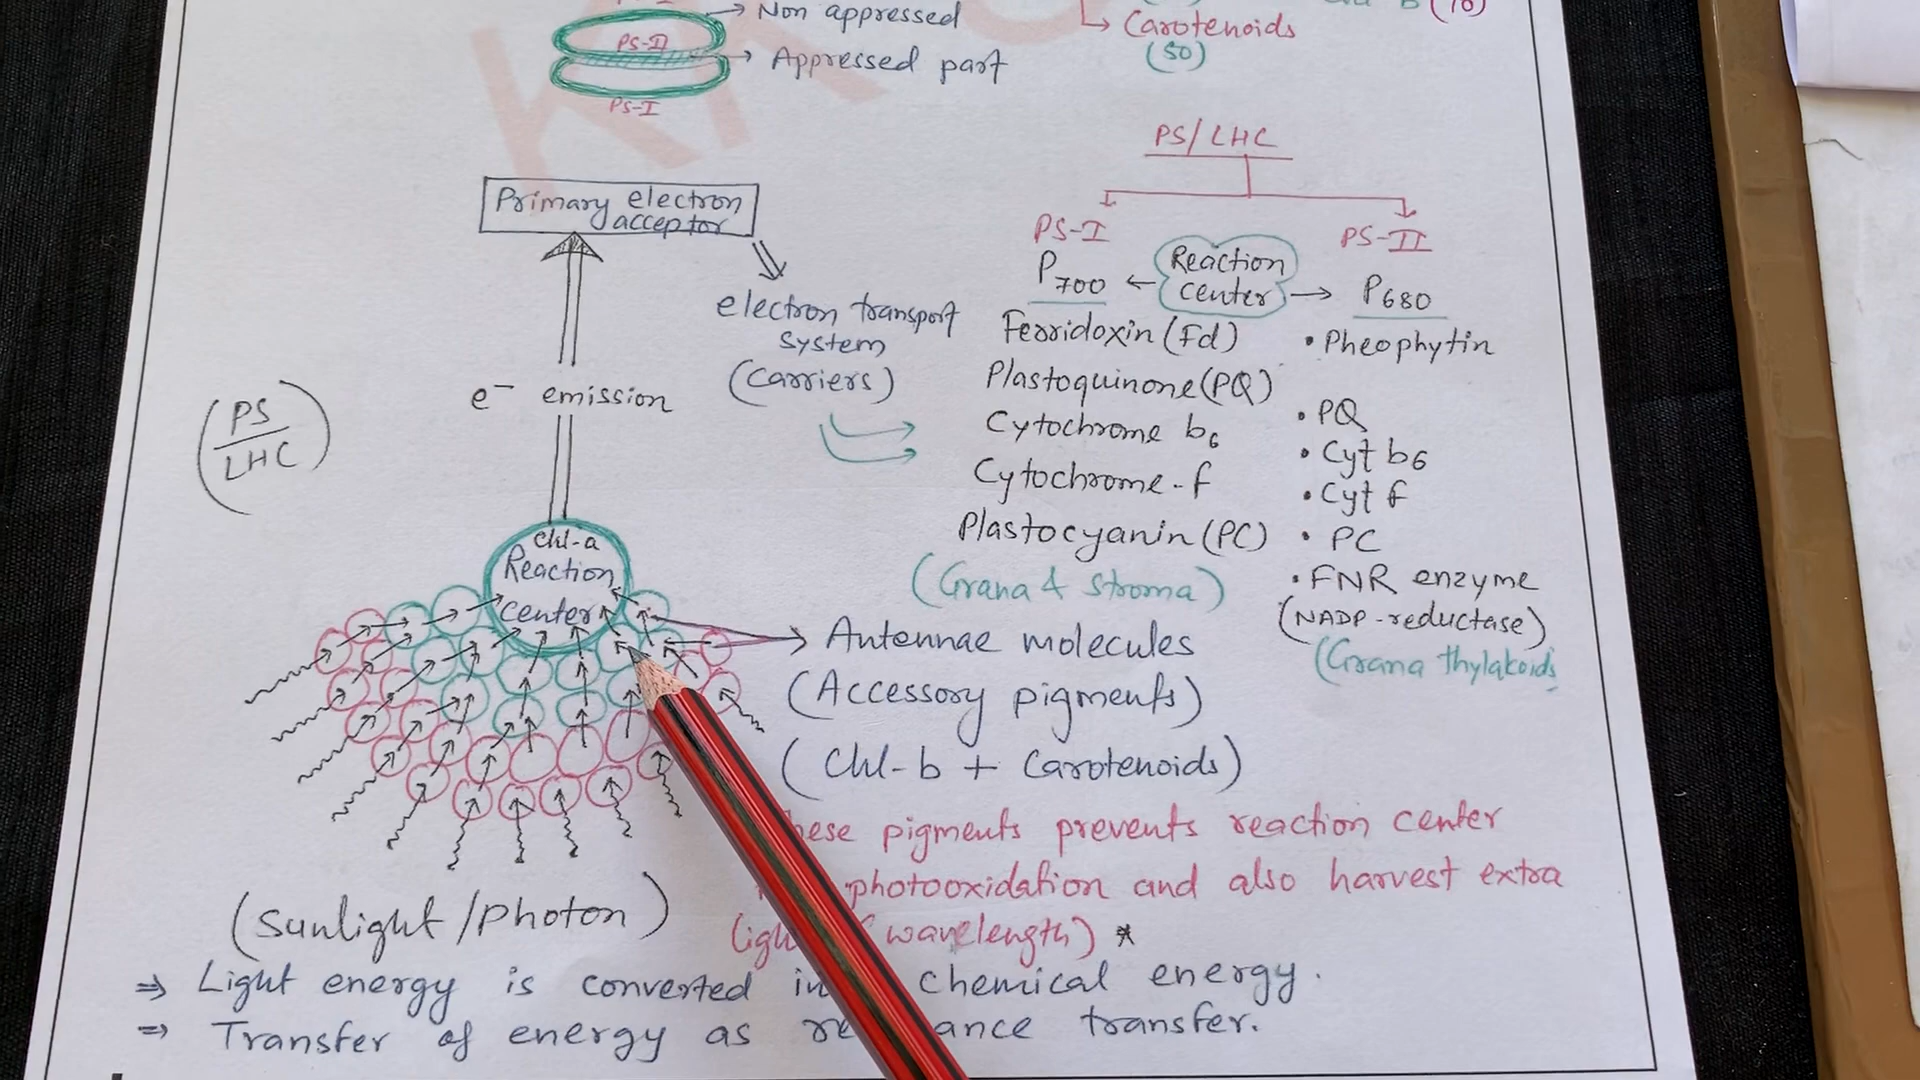 Non appressed
PS-II
Appressed part
PS-I
Carotenoids
(50)
b (10)
PS/LHC
PS-I
PS-II
Reaction center
P700
P680
Ferridoxin (Fd)
Plastoquinone (PQ)
Cytochrome b6
Cytochrome-f
Plastocyanin (PC)
(Grana & stroma)
• Pheophytin
• PQ
• Cyt b6
• Cyt f
• PC
• FNR enzyme
(NADP-reductase)
(Grana thylakoids
Primary electron
acceptor
electron transport
system
(Carriers)
e⁻ emission
PS
LHC
Chl-a
Reaction
center
Antennae molecules
(Accessory pigments)
(Chl-b + Carotenoids)
pigments prevents reaction center
photooxidation and also harvest extra
wavelength) *
(Sunlight/Photon)
⇒ Light energy is converted chemical energy.
⇒ Transfer of energy as transfer.